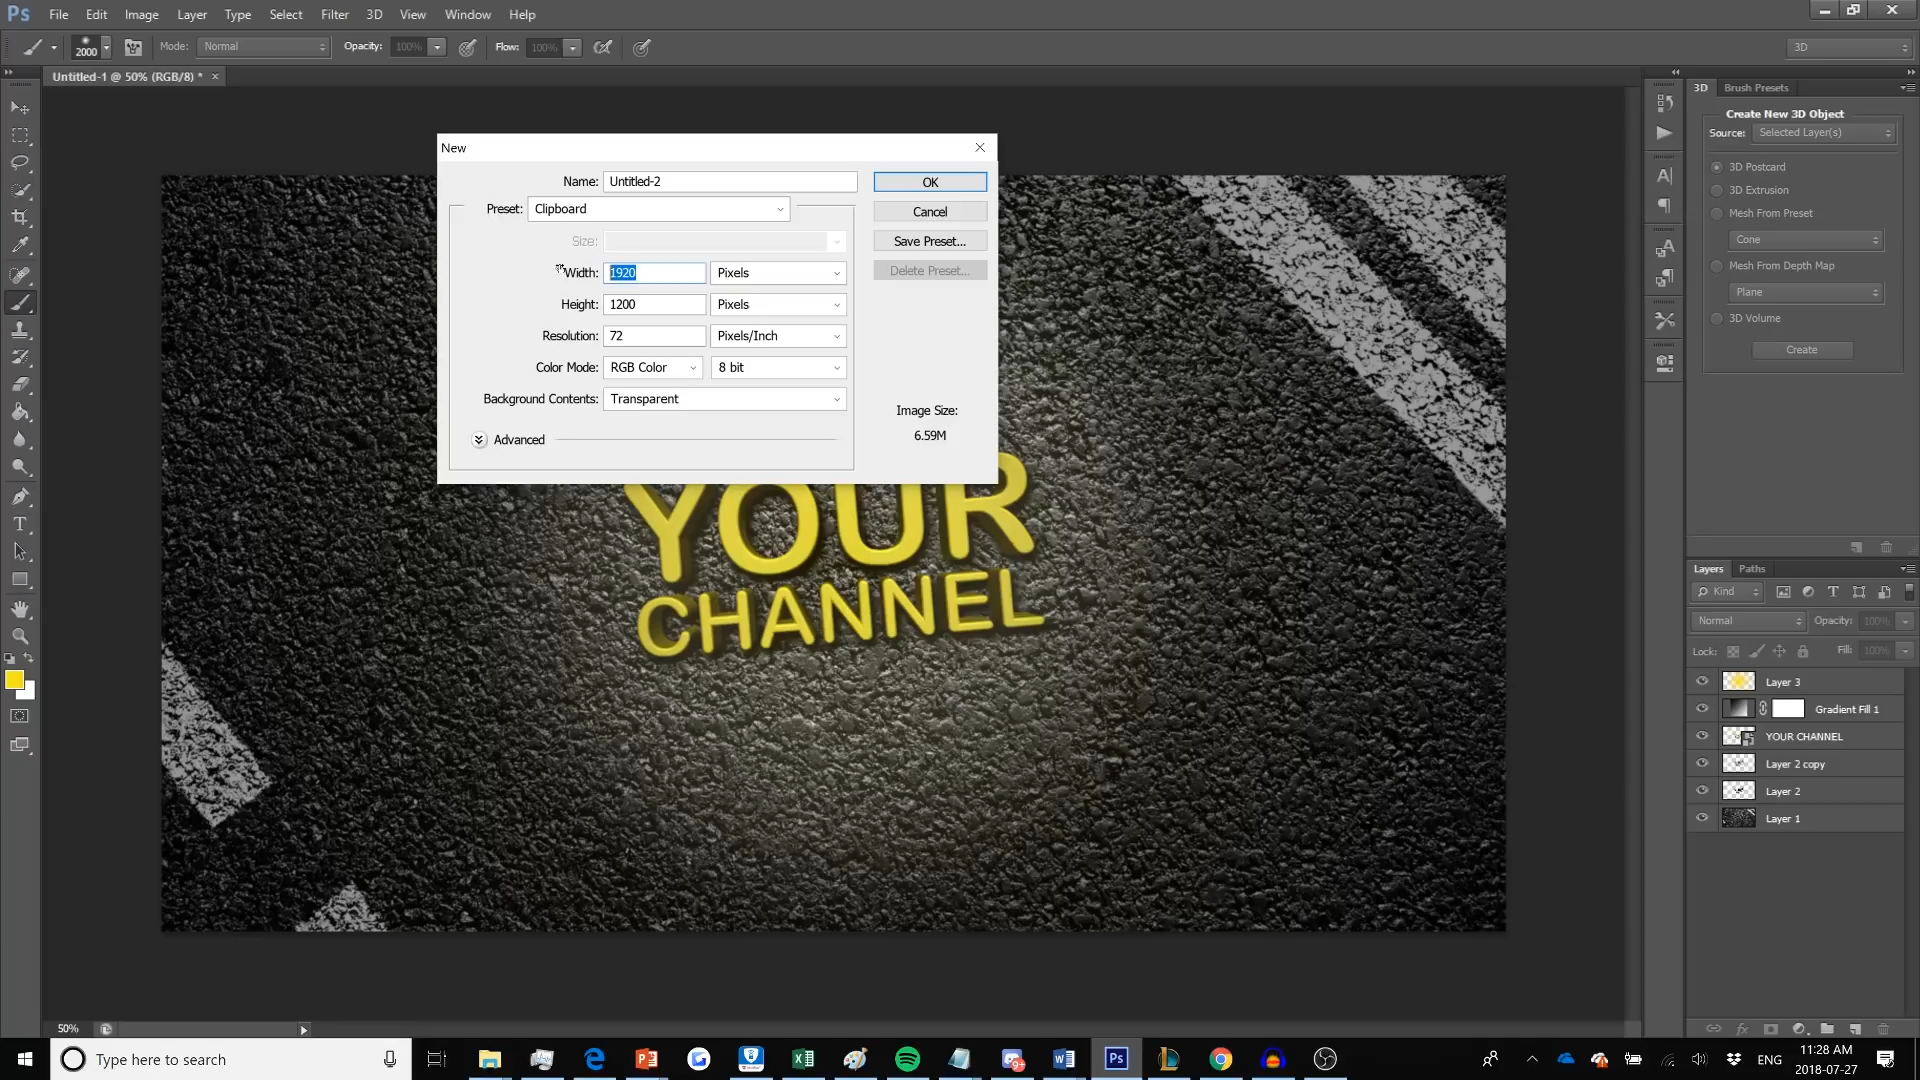 Ps File Edit Image Layer Type Select Filter 3D View Window Help
2000 Mode: Normal Opacity: 100% Flow: 100% 3D
Untitled-1 @ 50% (RGB/8) * ×
3D Brush Presets
Create New 3D Object
Source: Selected Layer(s)
3D Postcard
3D Extrusion
Mesh From Preset
Cone
Mesh From Depth Map
Plane
3D Volume
Create
New
Name: Untitled-2 OK
Preset: Clipboard Cancel
Size: Save Preset...
Width: 1920 Pixels Delete Preset...
Height: 1200 Pixels
Resolution: 72 Pixels/Inch
Color Mode: RGB Color 8 bit
Background Contents: Transparent
Image Size:
6.59M
Advanced
YOUR
CHANNEL
Layers Paths
Kind
Normal Opacity: 100%
Lock: Fill: 100%
Layer 3
Gradient Fill 1
YOUR CHANNEL
Layer 2 copy
Layer 2
Layer 1
50%
Type here to search
ENG
11:28 AM
2018-07-27